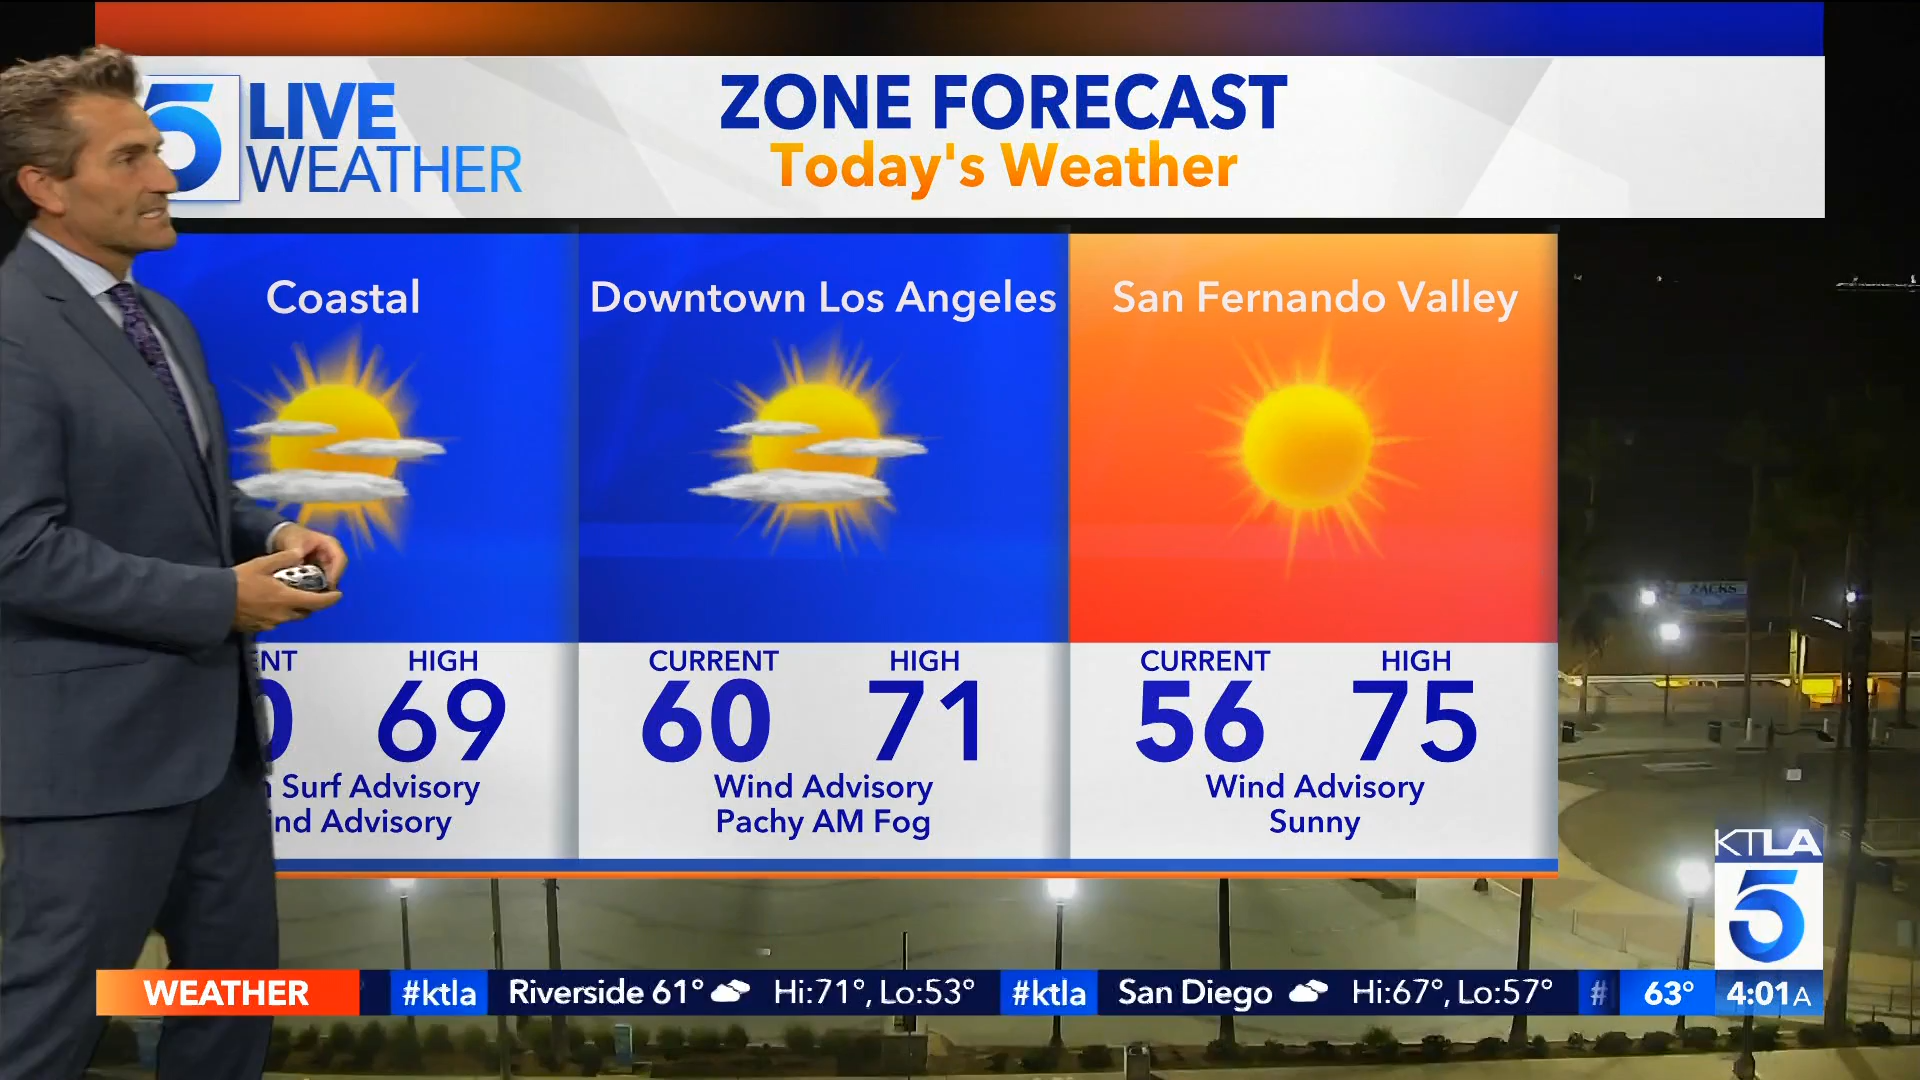 5 LIVE
WEATHER
ZONE FORECAST
Today's Weather
Coastal
Downtown Los Angeles
San Fernando Valley
HIGH
69
Surf Advisory
Advisory
CURRENT HIGH
60 71
Wind Advisory
Pachy AM Fog
CURRENT HIGH
56 75
Wind Advisory
Sunny
ZACKS
KTLA
5
WEATHER #ktla Riverside 61° Hi:71°, Lo:53° #ktla San Diego Hi:67°, Lo:57° # 63° 4:01A